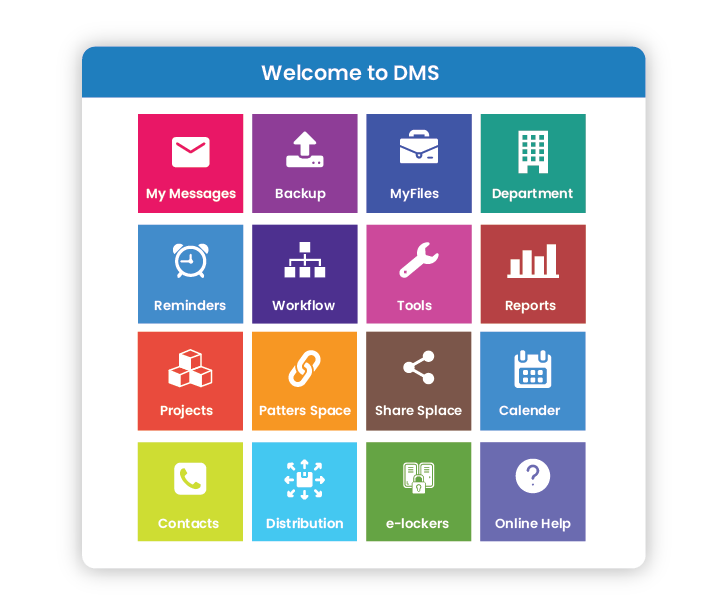 Welcome to DMS
My Messages
Backup
MyFiles
Department
Reminders
Workflow
Tools
Reports
Projects
Patters Space
Share Splace
Calender
Contacts
Distribution
e-lockers
Online Help